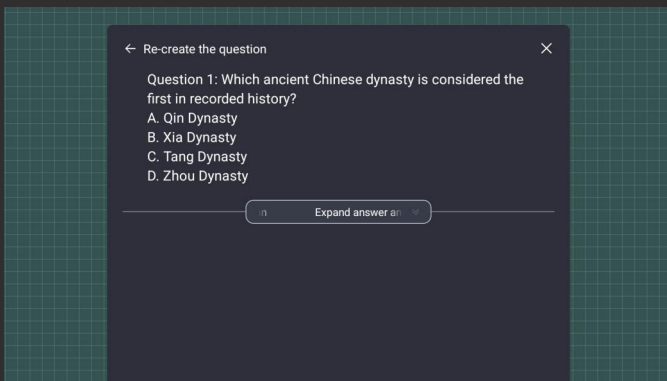 Re-create the question
Question 1: Which ancient Chinese dynasty is considered the
first in recorded history?
A. Qin Dynasty
B. Xia Dynasty
C. Tang Dynasty
D. Zhou Dynasty
Expand answer